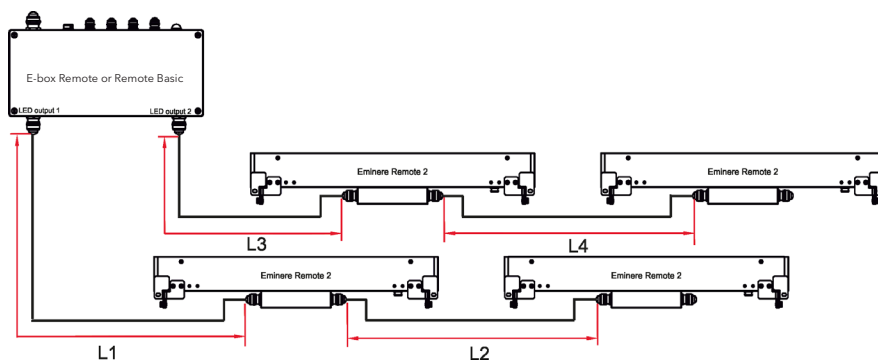 E-box Remote or Remote Basic
LED output 1
LED output 2
Eminere Remote 2
Eminere Remote 2
L3
L4
Eminere Remote 2
Eminere Remote 2
L1
L2